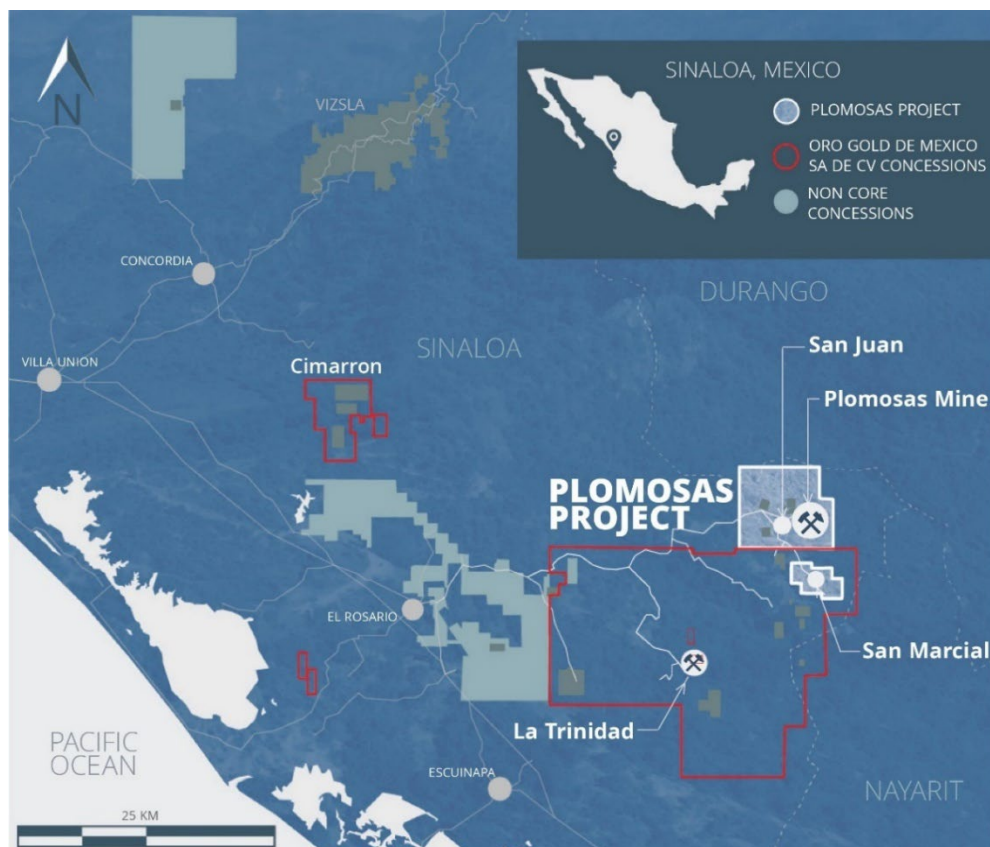 N
VIZSLA
SINALOA, MEXICO
PLOMOSAS PROJECT
ORO GOLD DE MEXICO
SA DE CV CONCESSIONS
NON CORE
CONCESSIONS
CONCORDIA
DURANGO
VILLA UNION
SINALOA
San Juan
Cimarron
Plomosas Mine
PLOMOSAS
PROJECT
EL ROSARIO
San Marcial
La Trinidad
PACIFIC
OCEAN
ESCUINAPA
NAYARIT
25 KM